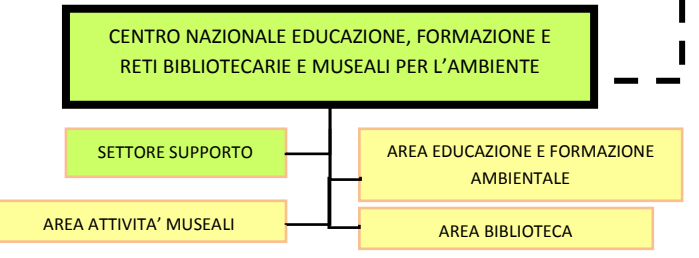 CENTRO NAZIONALE EDUCAZIONE, FORMAZIONE E
RETI BIBLIOTECARIE E MUSEALI PER L’AMBIENTE
SETTORE SUPPORTO
AREA EDUCAZIONE E FORMAZIONE
AMBIENTALE
AREA ATTIVITA’ MUSEALI
AREA BIBLIOTECA